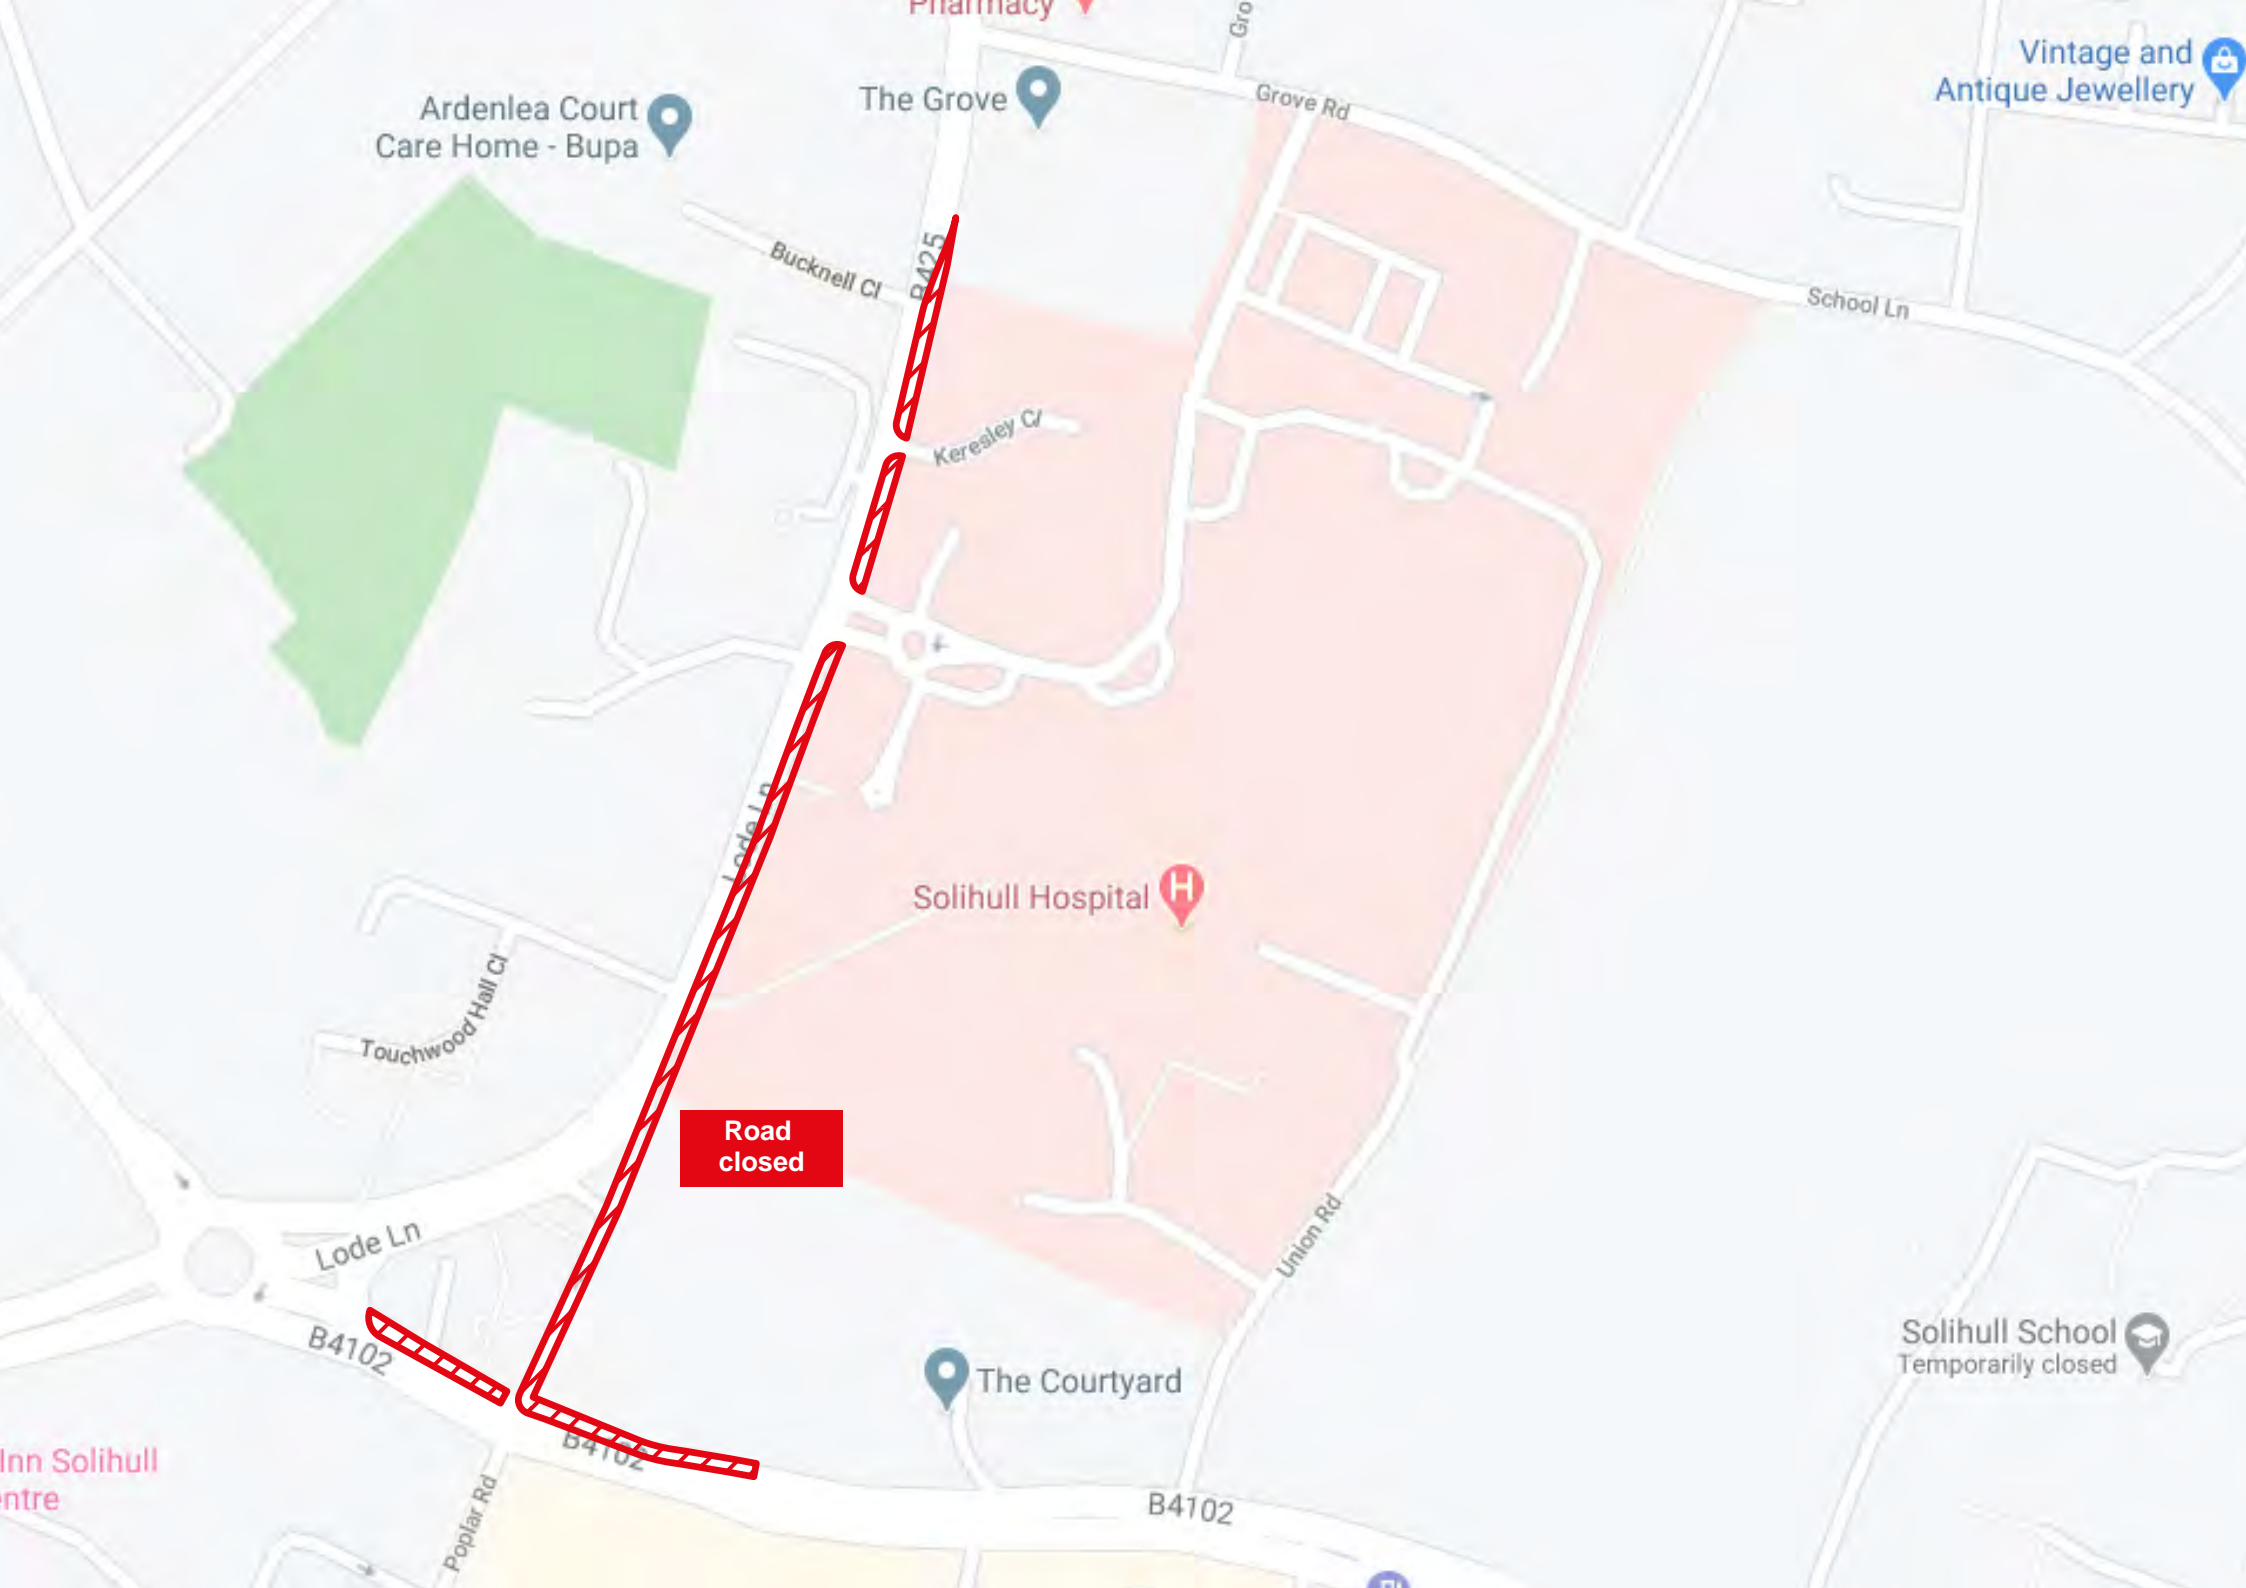 Pharmacy
Gro
Vintage and
Antique Jewellery
Ardenlea Court
Care Home - Bupa
The Grove
Grove Rd
B425
Bucknell Cl
School Ln
Keresley Cl
Lode Ln
Solihull Hospital
H
Touchwood Hall Cl
Road
closed
Union Rd
Lode Ln
B4102
Solihull School
Temporarily closed
The Courtyard
B4102
Inn Solihull
entre
B4102
Poplar Rd